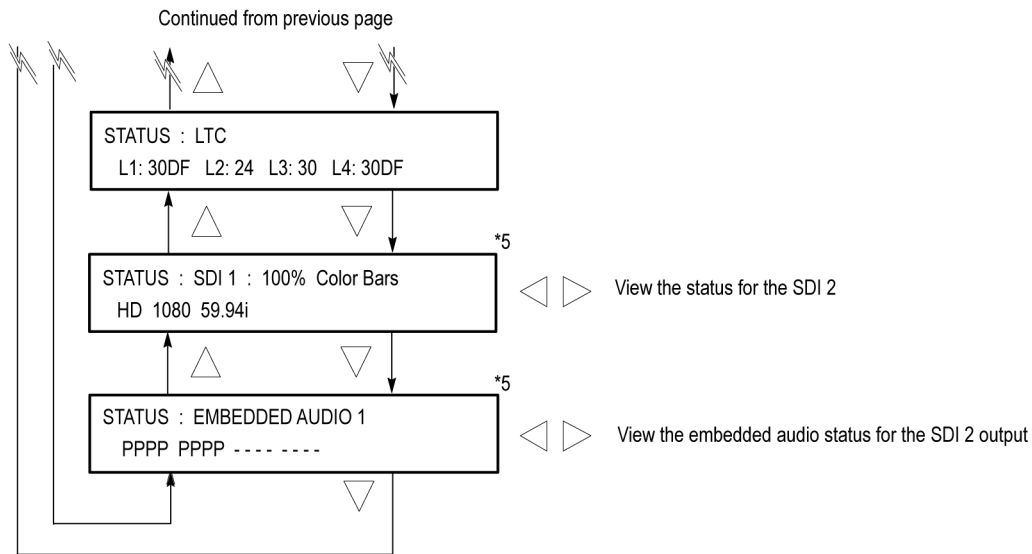 Continued from previous page
STATUS : LTC
L1: 30DF L2: 24 L3: 30 L4: 30DF
*5
STATUS : SDI 1 : 100% Color Bars
HD 1080 59.94i
View the status for the SDI 2
*5
STATUS : EMBEDDED AUDIO 1
PPPP PPPP - - - - - - - -
View the embedded audio status for the SDI 2 output